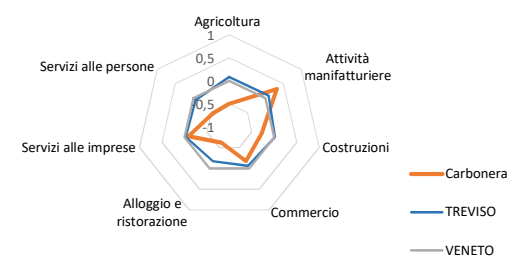 Agricoltura
1
0,5
0
-0,5
-1
Attività
manifatturiere
Costruzioni
Commercio
Alloggio e
ristorazione
Servizi alle imprese
Servizi alle persone
Carbonera
TREVISO
VENETO